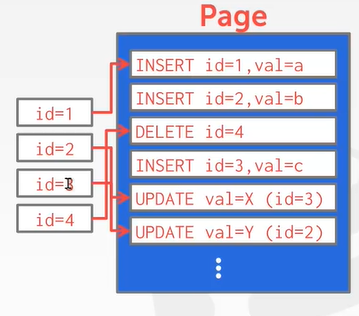 Page
INSERT id=1,val=a
INSERT id=2,val=b
DELETE id=4
INSERT id=3,val=c
UPDATE val=X (id=3)
UPDATE val=Y (id=2)
id=1
id=2
id=3
id=4